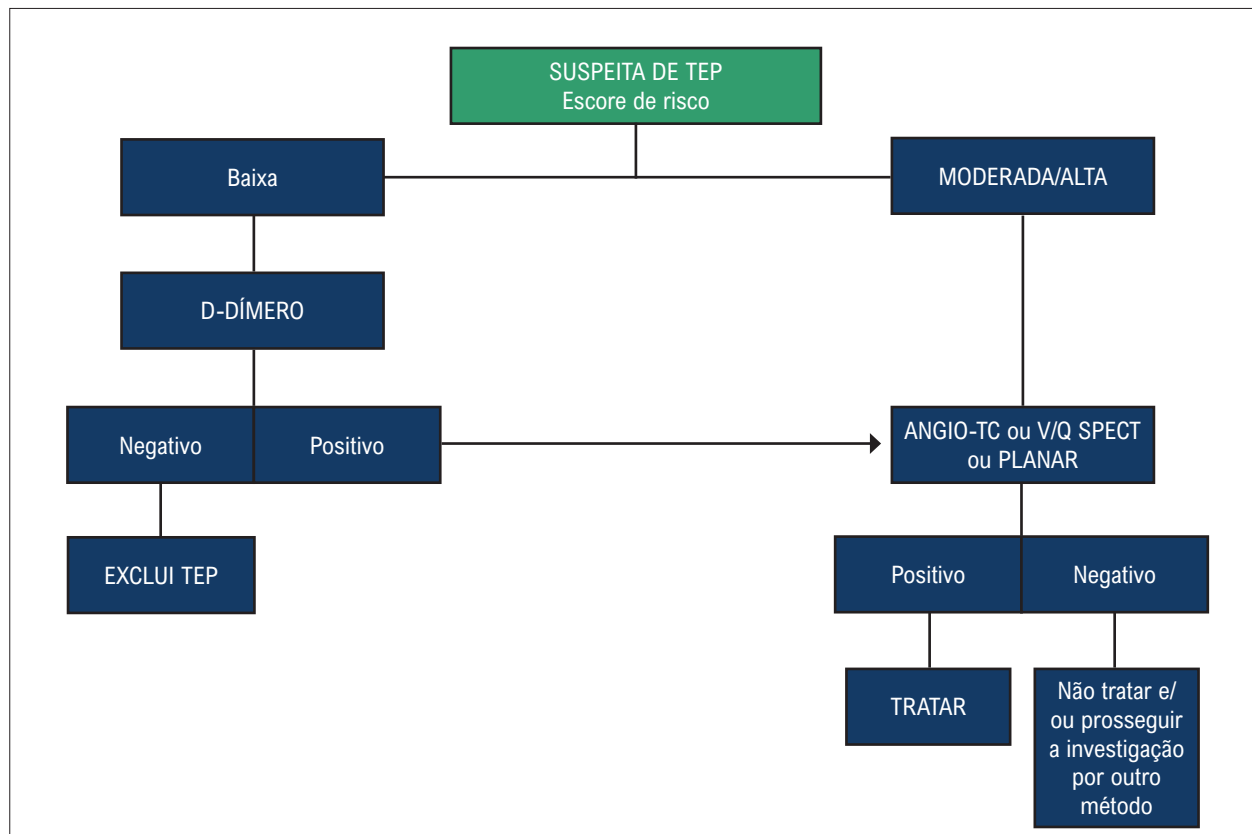 SUSPEITA DE TEP
Escore de risco
Baixa
MODERADA/ALTA
D-DÍMERO
Negativo
Positivo
ANGIO-TC ou V/Q SPECT
ou PLANAR
EXCLUI TEP
Positivo
Negativo
TRATAR
Não tratar e/
ou prosseguir
a investigação
por outro
método